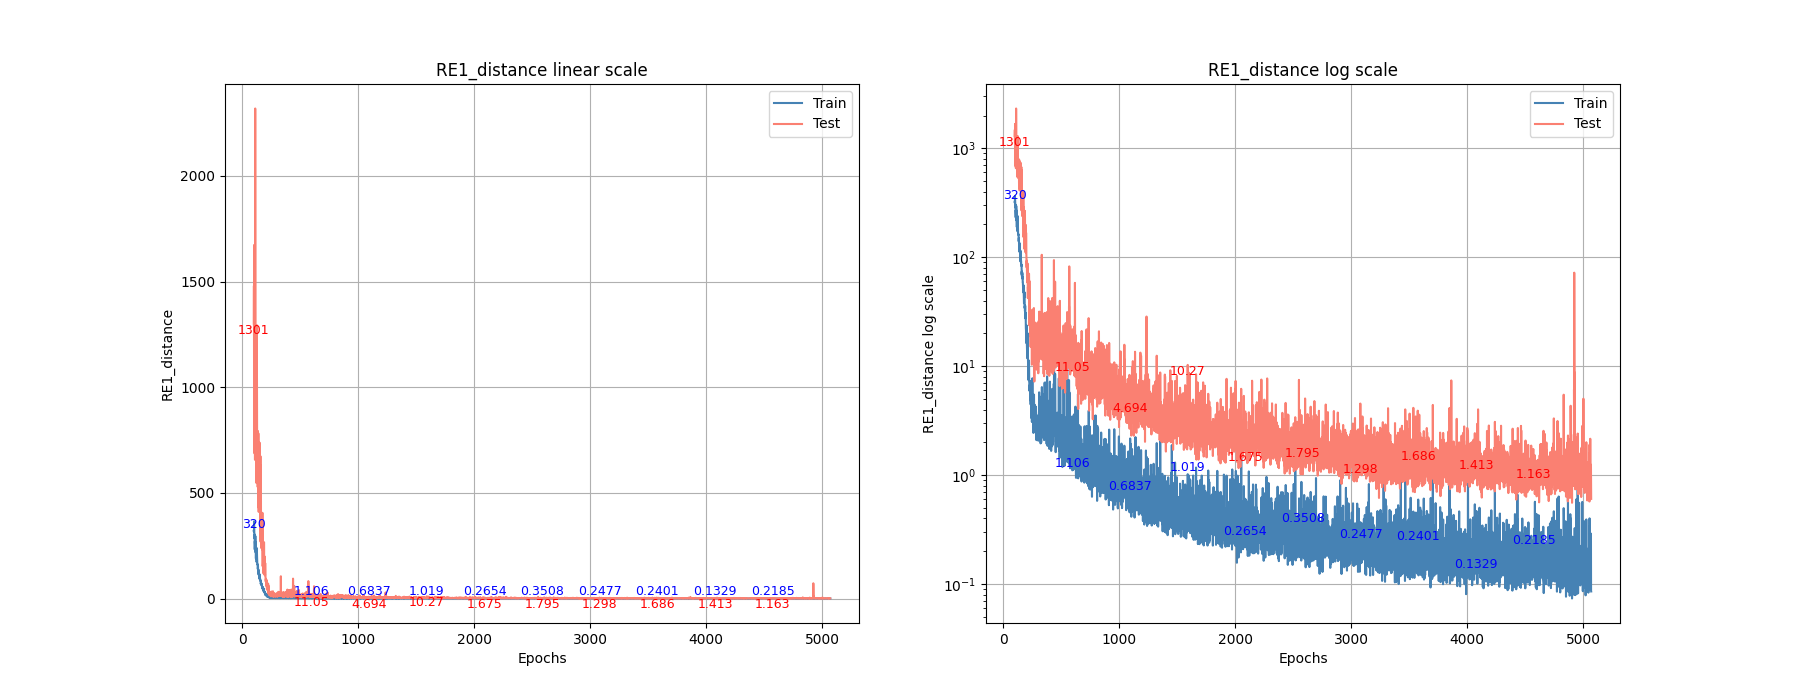 RE1_distance linear scale
RE1_distance
2000
1500
1000
500
0
Train
Test
1301
320
1.106 0.6837 1.019 0.2654 0.3508 0.2477 0.2401 0.1329 0.2185
11.05 4.694 10.27 1.675 1.795 1.298 1.686 1.413 1.163
0 1000 2000 3000 4000 5000
Epochs
RE1_distance log scale
RE1_distance log scale
10³
10²
10¹
10⁰
10⁻¹
Train
Test
1301
320
11.05 4.694 10.27 1.675 1.795 1.298 1.686 1.413 1.163
1.106 0.6837 1.019 0.2654 0.3508 0.2477 0.2401 0.1329 0.2185
0 1000 2000 3000 4000 5000
Epochs